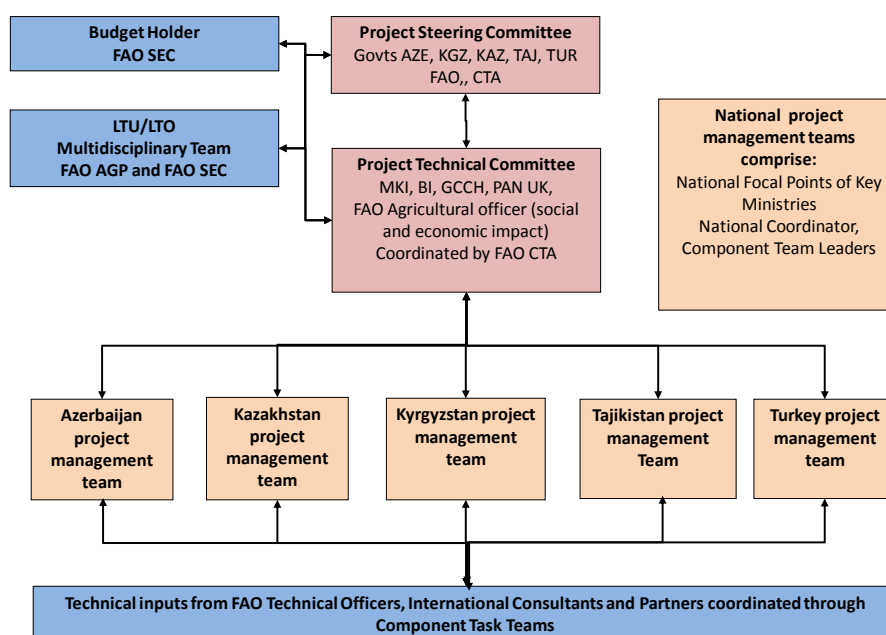 Budget Holder
FAO SEC
Project Steering Committee
Govts AZE, KGZ, KAZ, TAJ, TUR
FAO,, CTA
LTU/LTO
Multidisciplinary Team
FAO AGP and FAO SEC
Project Technical Committee
MKI, BI, GCCH, PAN UK,
FAO Agricultural officer (social
and economic impact)
Coordinated by FAO CTA
National project
management teams
comprise:
National Focal Points of Key
Ministries
National Coordinator,
Component Team Leaders
Azerbaijan
project
management
team
Kazakhstan
project
management
team
Kyrgyzstan project
management
team
Tajikistan project
management
Team
Turkey project
management
team
Technical inputs from FAO Technical Officers, International Consultants and Partners coordinated through
Component Task Teams